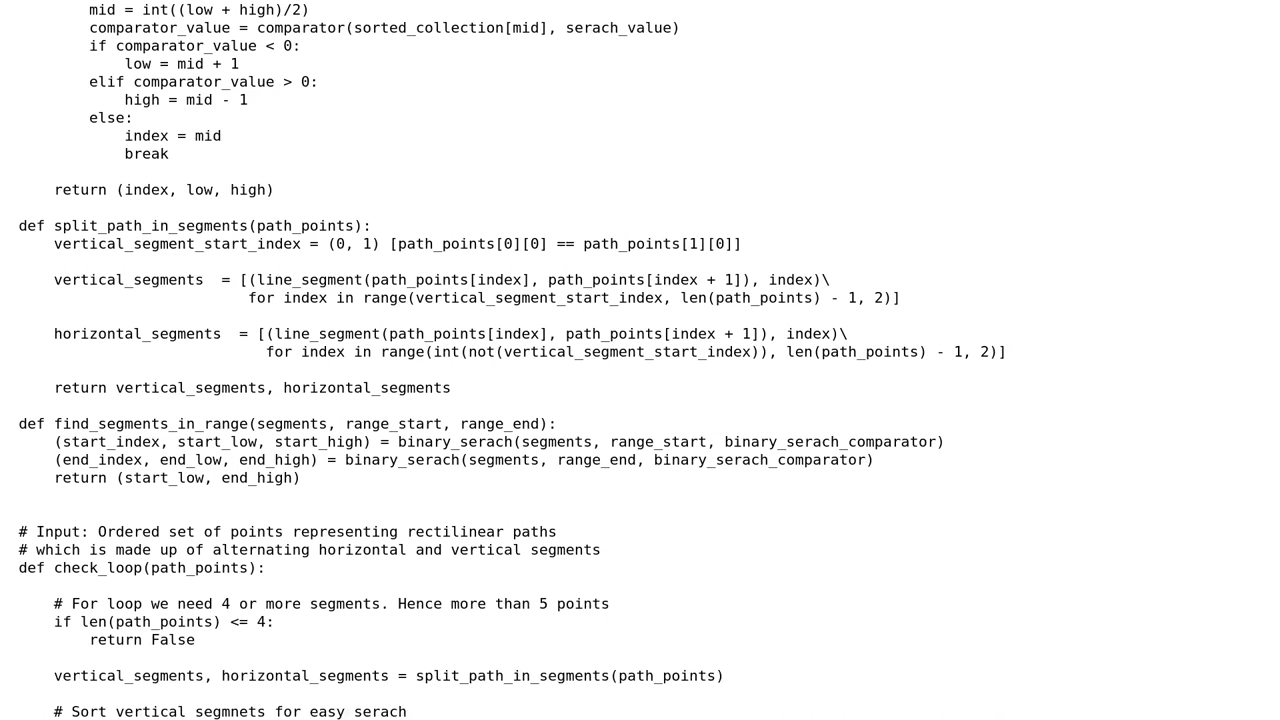 mid = int((low + high)/2)
        comparator_value = comparator(sorted_collection[mid], serach_value)
        if comparator_value < 0:
            low = mid + 1
        elif comparator_value > 0:
            high = mid - 1
        else:
            index = mid
            break

    return (index, low, high)

def split_path_in_segments(path_points):
    vertical_segment_start_index = (0, 1) [path_points[0][0] == path_points[1][0]]

    vertical_segments  = [(line_segment(path_points[index], path_points[index + 1]), index)\
                          for index in range(vertical_segment_start_index, len(path_points) - 1, 2)]

    horizontal_segments  = [(line_segment(path_points[index], path_points[index + 1]), index)\
                            for index in range(int(not(vertical_segment_start_index)), len(path_points) - 1, 2)]

    return vertical_segments, horizontal_segments

def find_segments_in_range(segments, range_start, range_end):
    (start_index, start_low, start_high) = binary_serach(segments, range_start, binary_serach_comparator)
    (end_index, end_low, end_high) = binary_serach(segments, range_end, binary_serach_comparator)
    return (start_low, end_high)


# Input: Ordered set of points representing rectilinear paths
# which is made up of alternating horizontal and vertical segments
def check_loop(path_points):

    # For loop we need 4 or more segments. Hence more than 5 points
    if len(path_points) <= 4:
        return False

    vertical_segments, horizontal_segments = split_path_in_segments(path_points)

    # Sort vertical segmnets for easy serach